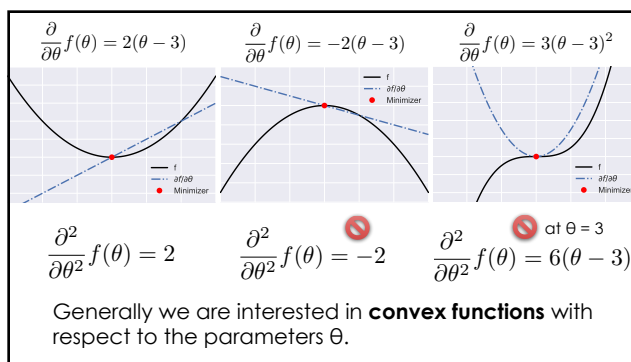 ∂/∂θ f(θ) = 2(θ − 3)
∂/∂θ f(θ) = −2(θ − 3)
∂/∂θ f(θ) = 3(θ − 3)²
f
∂f/∂θ
Minimizer
f
∂f/∂θ
Minimizer
f
∂f/∂θ
Minimizer
at θ = 3
∂²/∂θ² f(θ) = 2
∂²/∂θ² f(θ) = −2
∂²/∂θ² f(θ) = 6(θ − 3)
Generally we are interested in convex functions with
respect to the parameters θ.